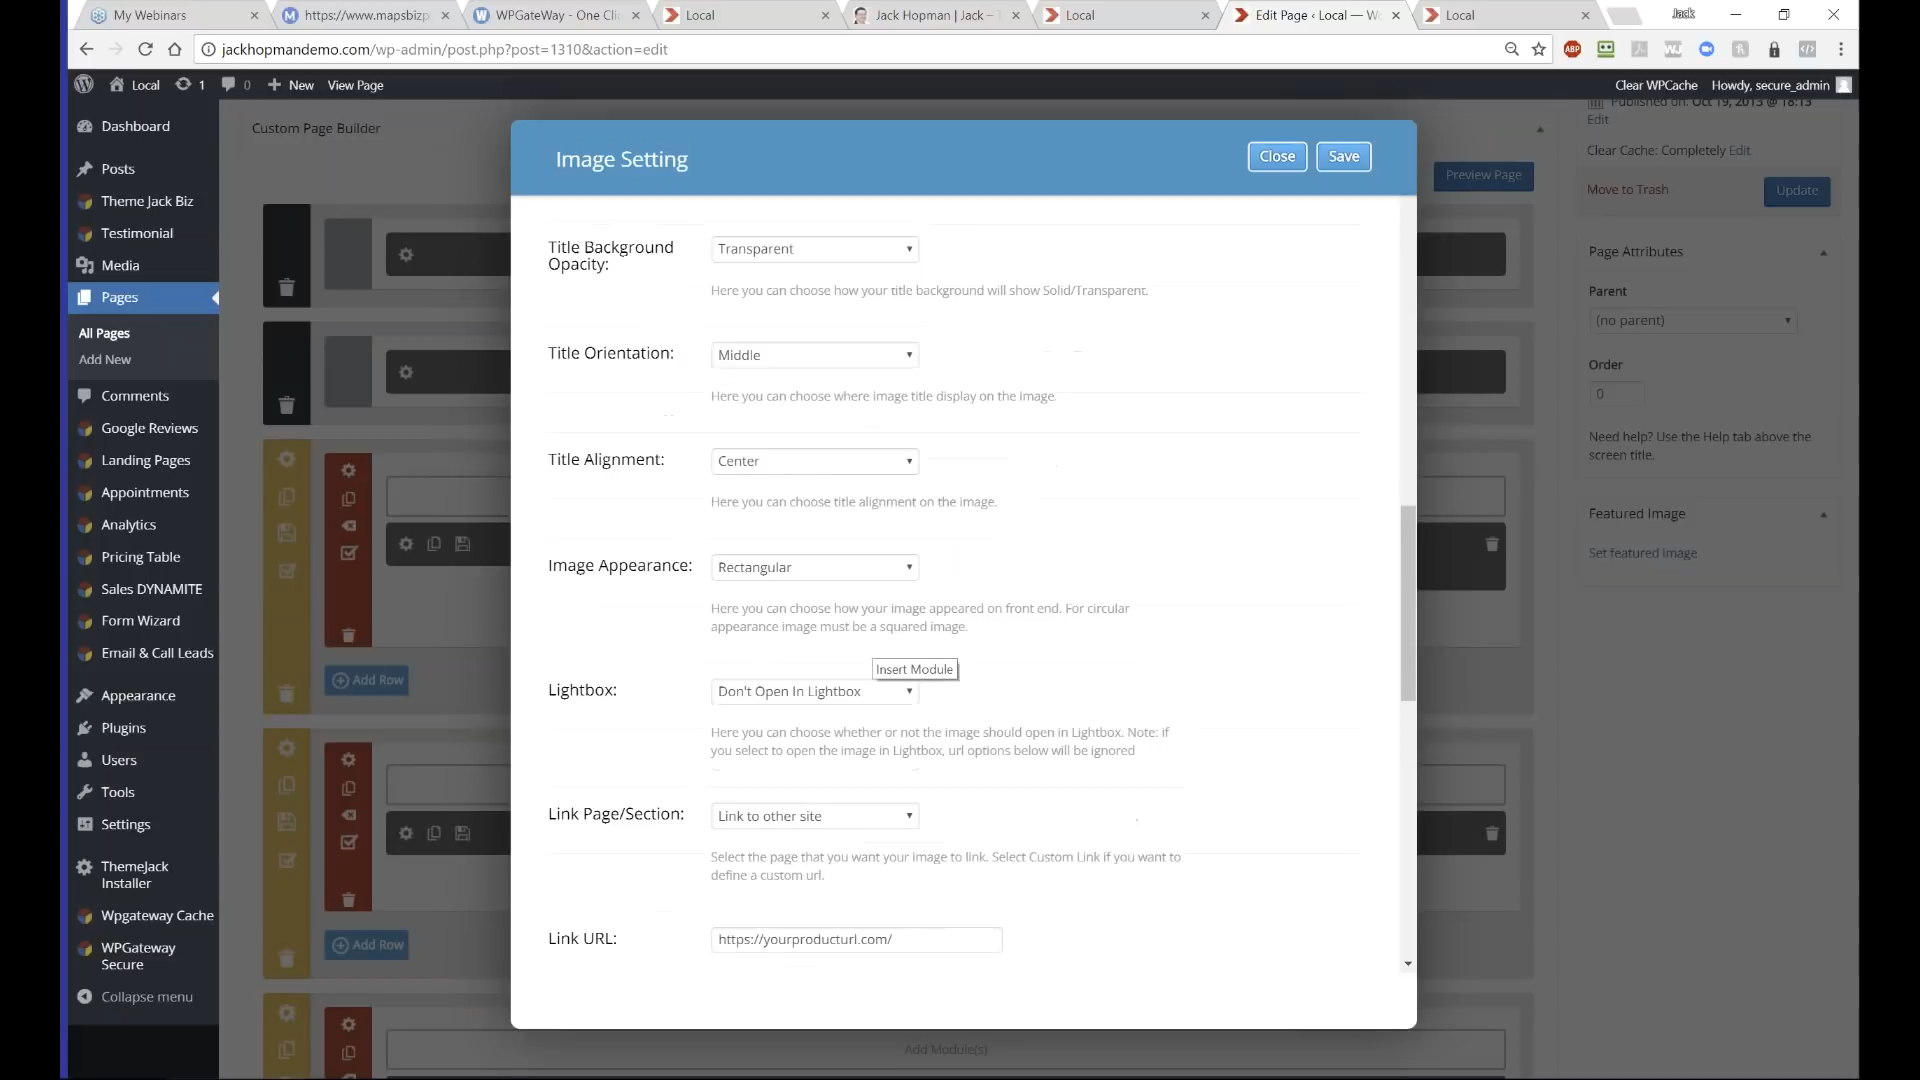 My Webinars
https://www.mapsbizp
WPGateWay - One Cli
Local
Jack Hopman | Jack –
Local
Edit Page ‹ Local — W
Local
Jack
jackhopmandemo.com/wp-admin/post.php?post=1310&action=edit
ABP
Local
1
0
New
View Page
Clear WPCache
Howdy, secure_admin
Dashboard
Posts
Theme Jack Biz
Testimonial
Media
Pages
All Pages
Add New
Comments
Google Reviews
Landing Pages
Appointments
Analytics
Pricing Table
Sales DYNAMITE
Form Wizard
Email & Call Leads
Appearance
Plugins
Users
Tools
Settings
ThemeJack
Installer
Wpgateway Cache
WPGateway
Secure
Collapse menu
Custom Page Builder
Add Row
Add Row
Add Module(s)
Image Setting
Close
Save
Title Background
Opacity:
Transparent
Here you can choose how your title background will show Solid/Transparent.
Title Orientation:
Middle
Here you can choose where image title display on the image.
Title Alignment:
Center
Here you can choose title alignment on the image.
Image Appearance:
Rectangular
Here you can choose how your image appeared on front end. For circular
appearance image must be a squared image.
Insert Module
Lightbox:
Don't Open In Lightbox
Here you can choose whether or not the image should open in Lightbox. Note: if
you select to open the image in Lightbox, url options below will be ignored
Link Page/Section:
Link to other site
Select the page that you want your image to link. Select Custom Link if you want to
define a custom url.
Link URL:
https://yourproducturl.com/
Preview Page
Published on: Oct 19, 2013 @ 18:13
Edit
Clear Cache: Completely Edit
Move to Trash
Update
Page Attributes
Parent
(no parent)
Order
0
Need help? Use the Help tab above the
screen title.
Featured Image
Set featured image